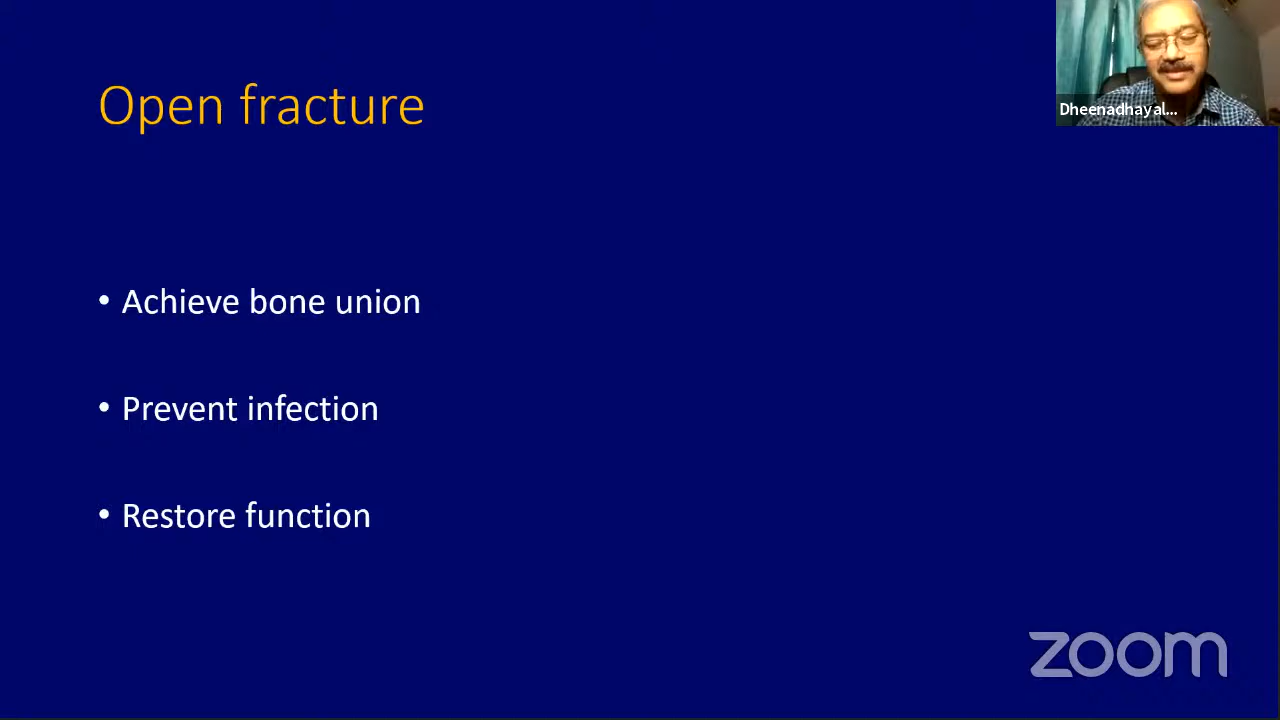 Open fracture
Dheenadhayal...
• Achieve bone union
• Prevent infection
• Restore function
zoom